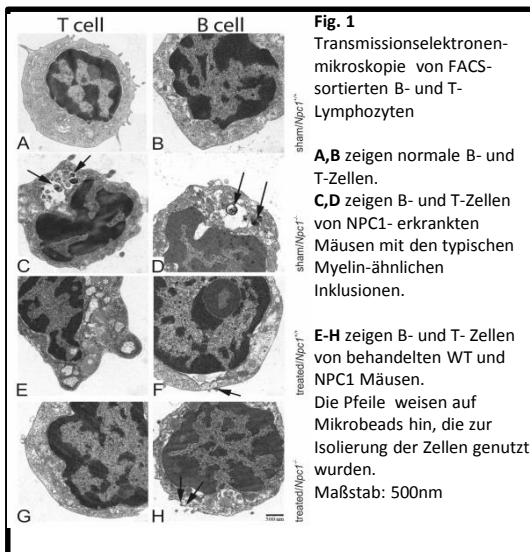 T cell
B cell
A
B
sham/Npc1+/+
C
D
sham/Npc1-/-
E
F
treated/Npc1+/+
G
H
500 nm
treated/Npc1-/-
Fig. 1
Transmissionselektronen-
mikroskopie von FACS-
sortierten B- und T-
Lymphozyten
A,B zeigen normale B- und
T-Zellen.
C,D zeigen B- und T-Zellen
von NPC1- erkrankten
Mäusen mit den typischen
Myelin-ähnlichen
Inklusionen.
E-H zeigen B- und T- Zellen
von behandelten WT und
NPC1 Mäusen.
Die Pfeile weisen auf
Mikrobeads hin, die zur
Isolierung der Zellen genutzt
wurden.
Maßstab: 500nm